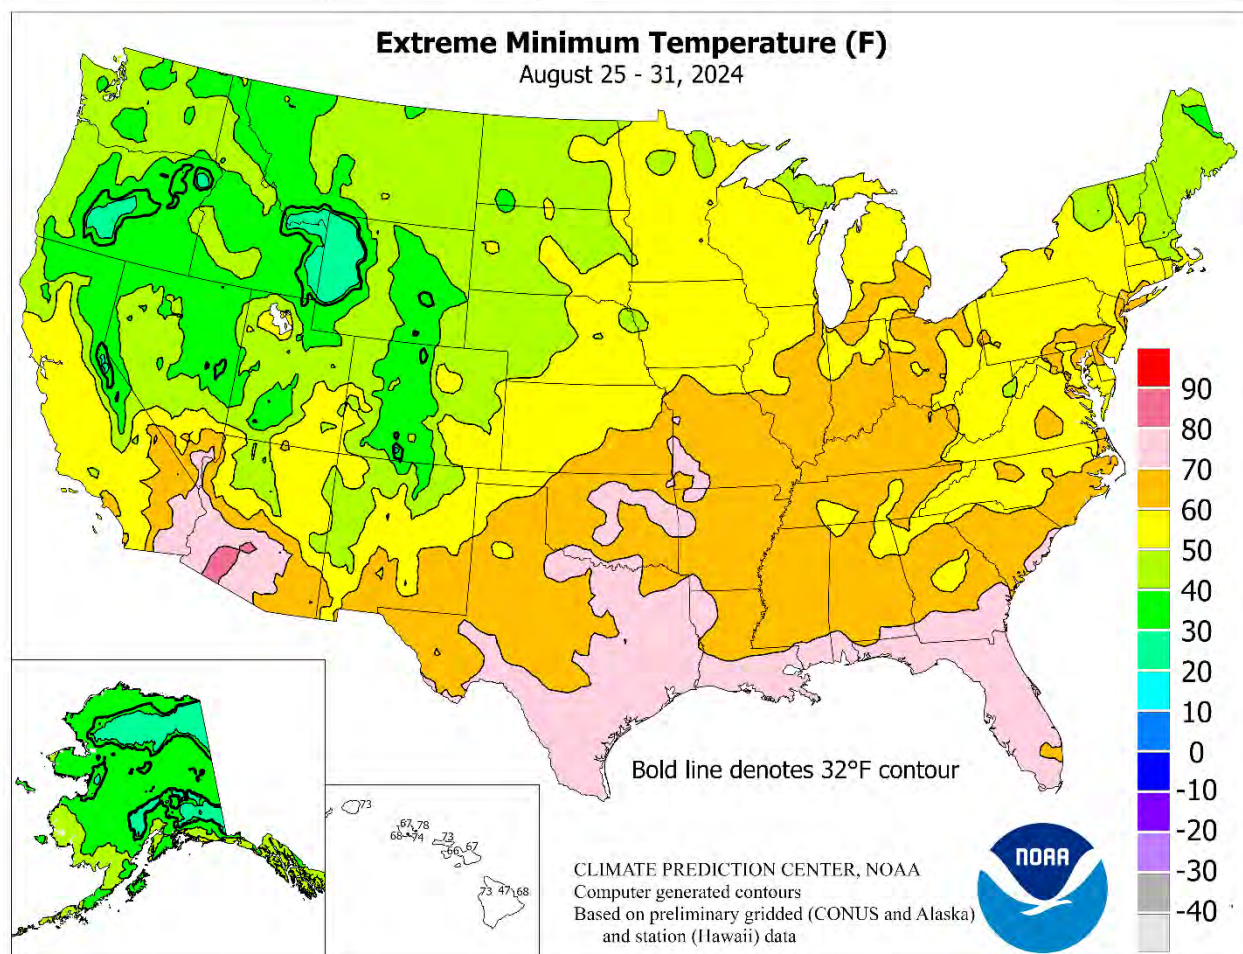 Extreme Minimum Temperature (F)
August 25 - 31, 2024
90
80
70
60
50
40
30
20
10
0
-10
-20
-30
-40
Bold line denotes 32°F contour
73
67 78
68 74
73
66 67
73 47 68
CLIMATE PREDICTION CENTER, NOAA
Computer generated contours
Based on preliminary gridded (CONUS and Alaska)
and station (Hawaii) data
NOAA